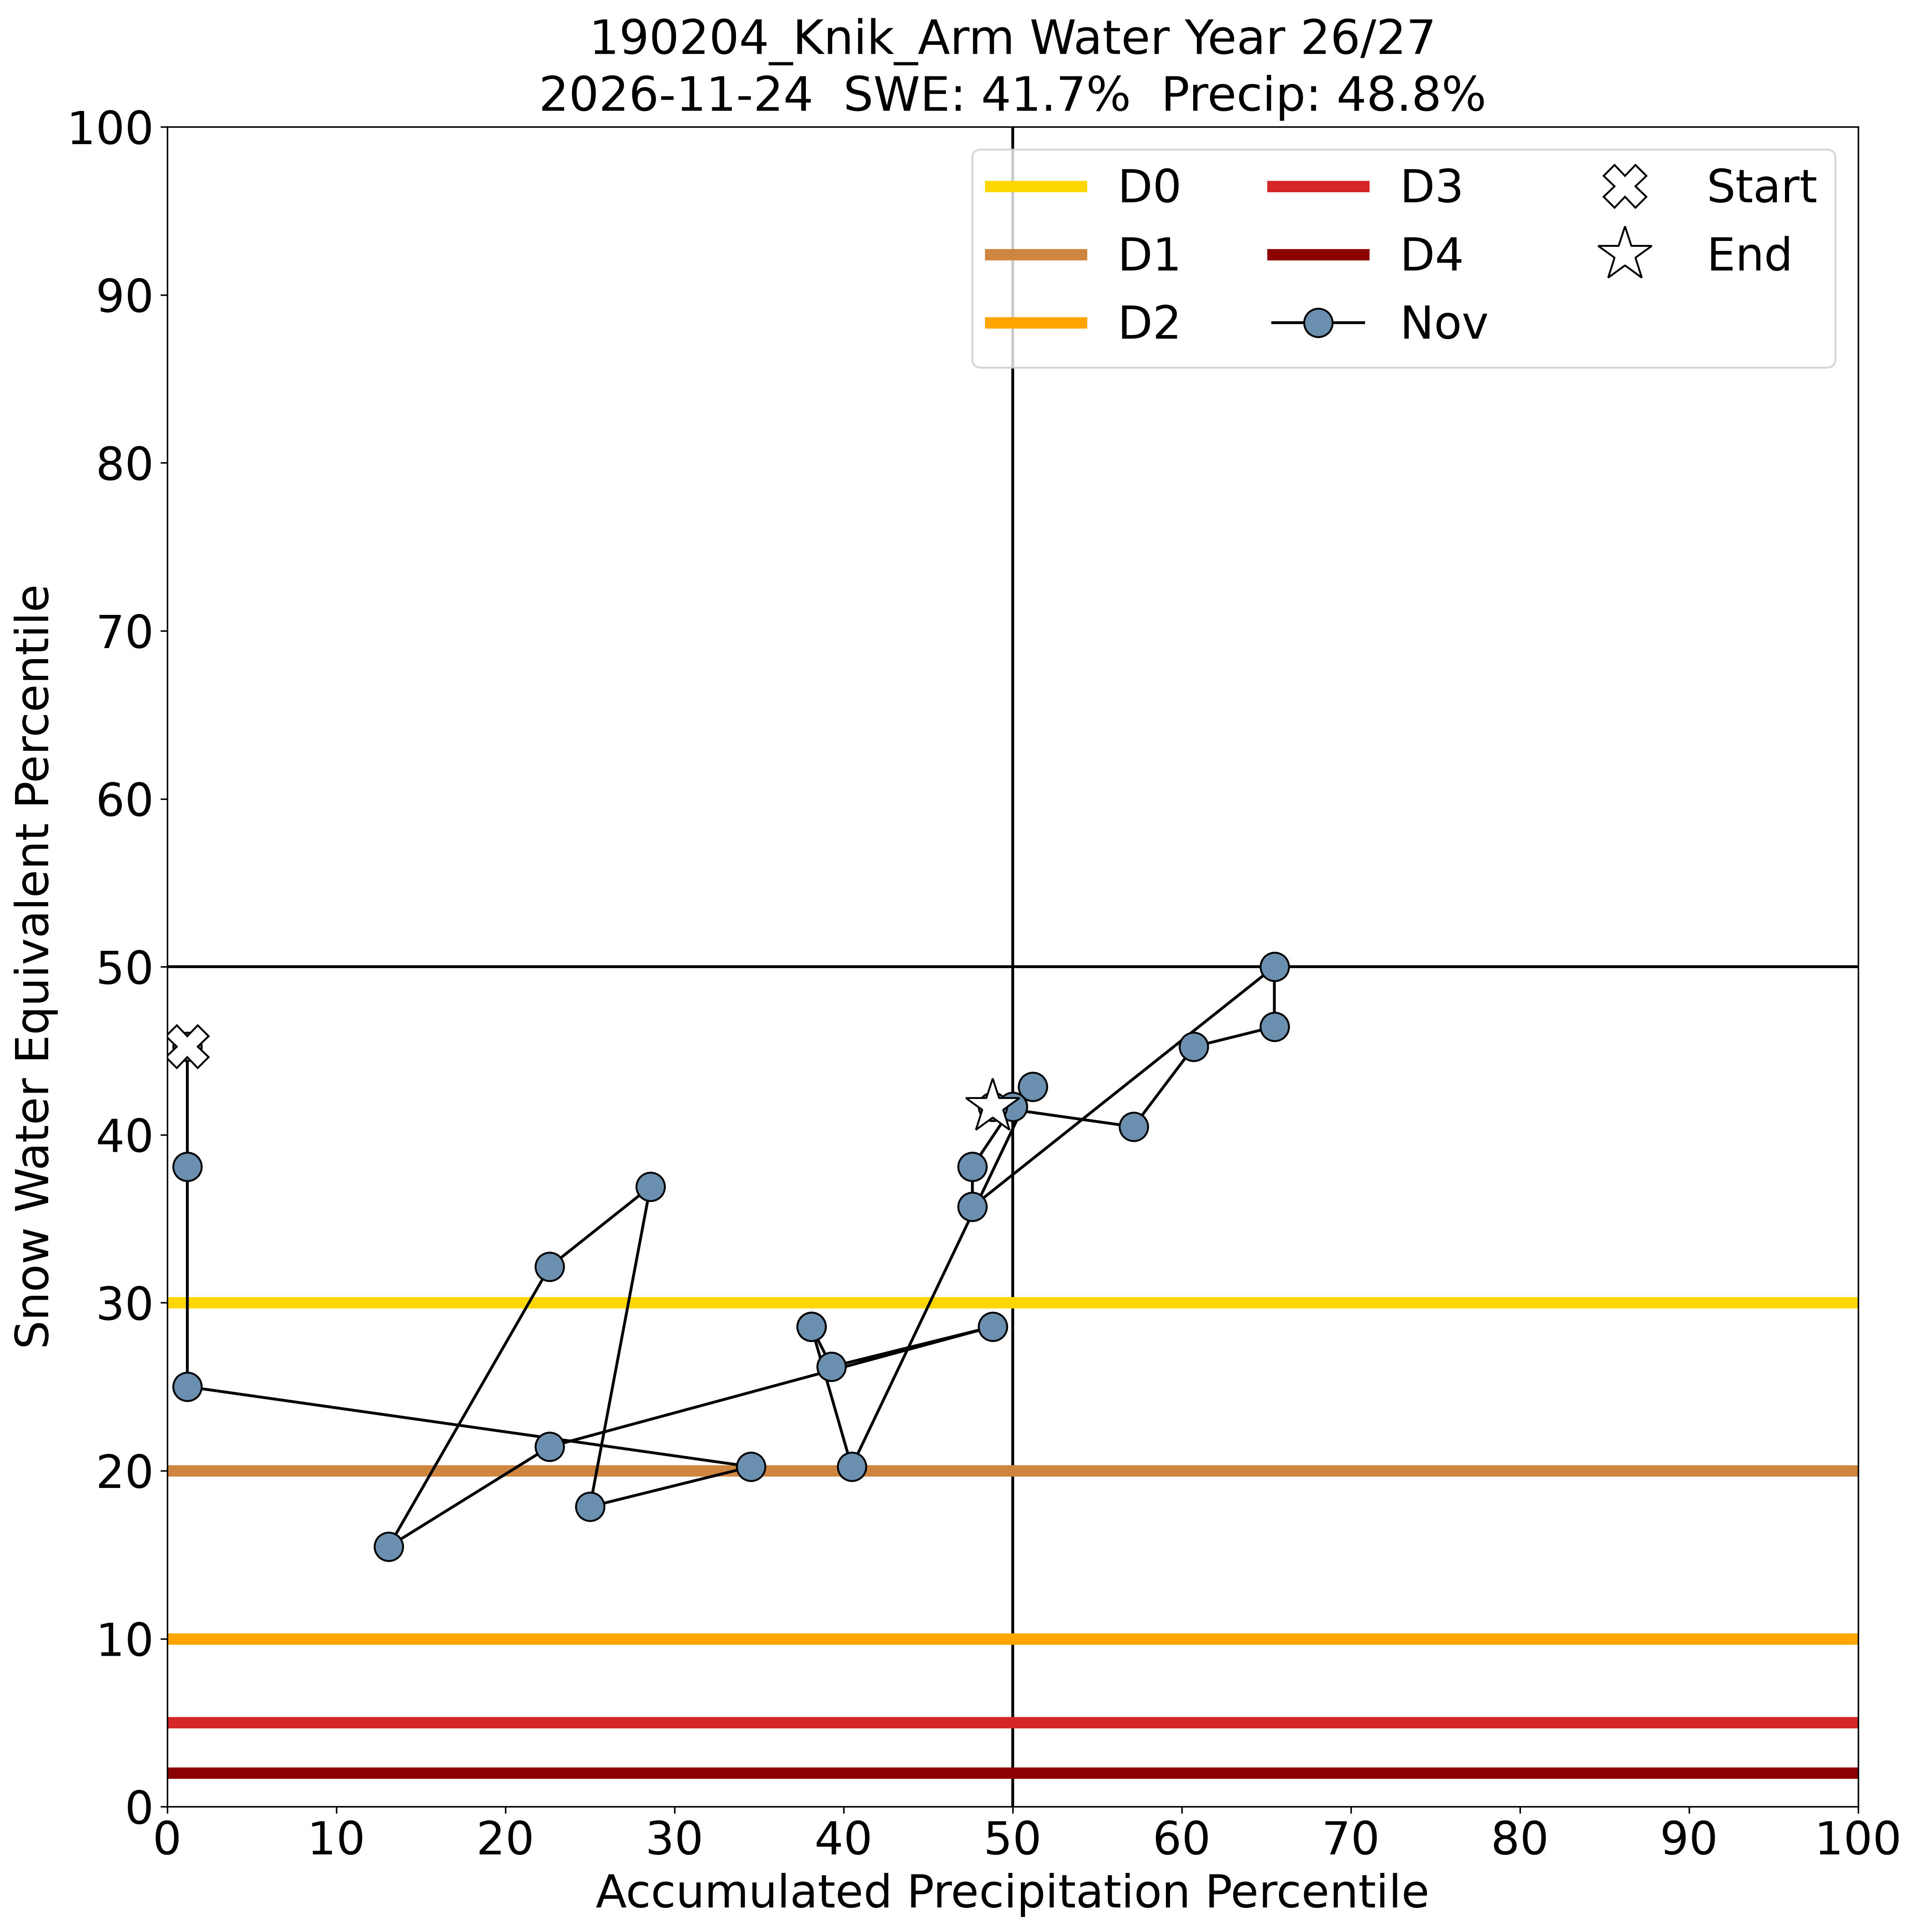 190204_Knik_Arm Water Year 26/27
2026-11-24  SWE: 41.7%  Precip: 48.8%
D0
D1
D2
D3
D4
Nov
Start
End
Snow Water Equivalent Percentile
100
90
80
70
60
50
40
30
20
10
0
0 10 20 30 40 50 60 70 80 90 100
Accumulated Precipitation Percentile